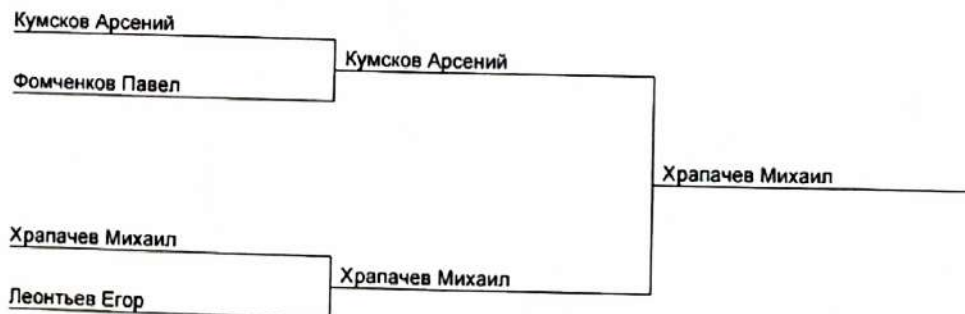 Кумсков Арсений
Фомченков Павел
Кумсков Арсений
Храпачев Михаил
Храпачев Михаил
Леонтьев Егор
Храпачев Михаил